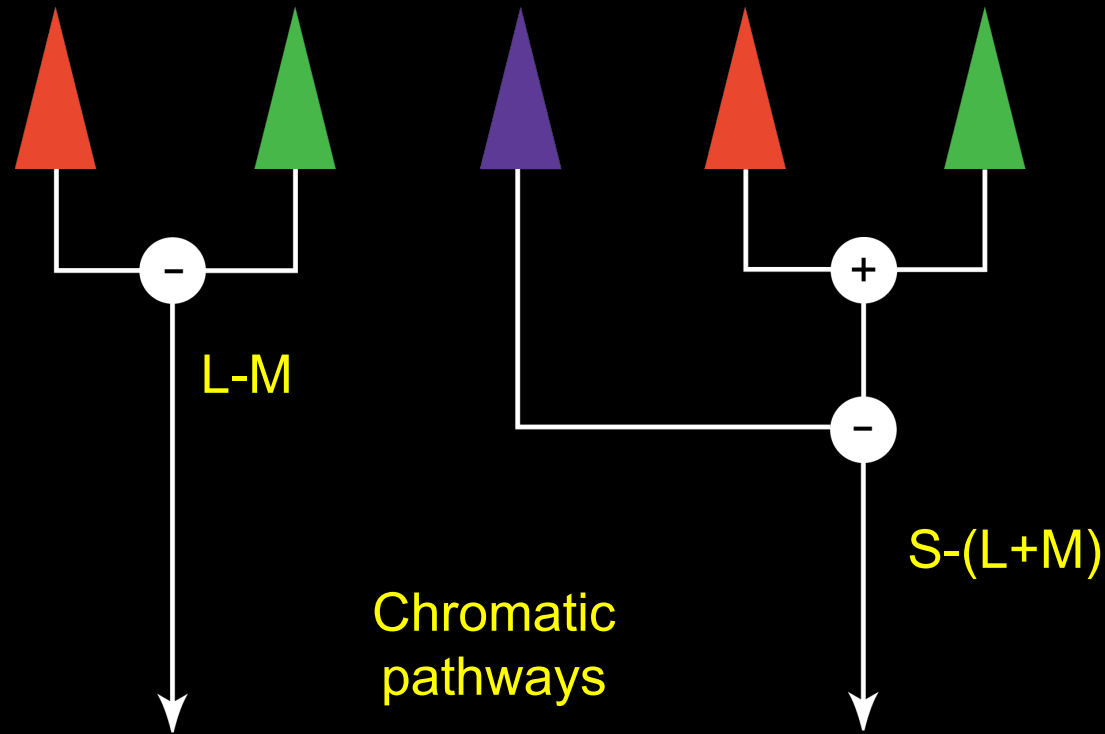 -
+
L-M
-
S-(L+M)
Chromatic
pathways